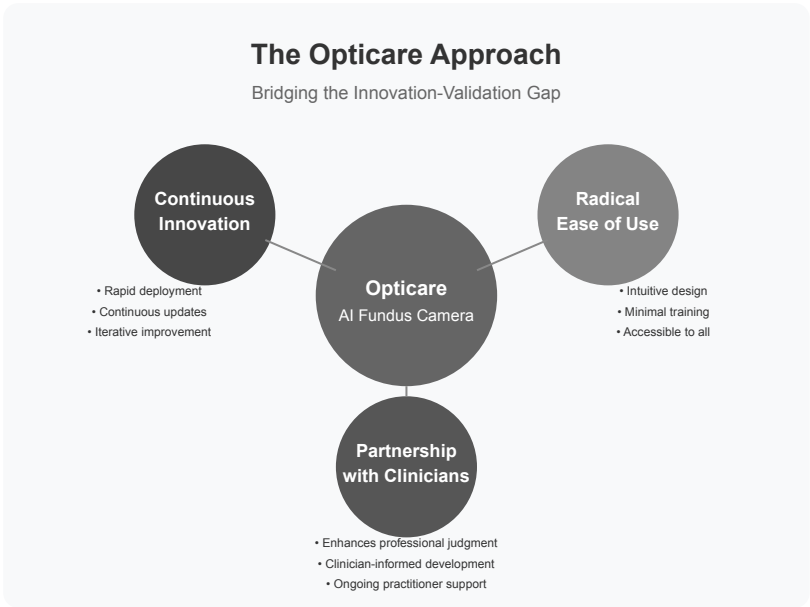 The Opticare Approach
Bridging the Innovation-Validation Gap
Continuous
Innovation
• Rapid deployment
• Continuous updates
• Iterative improvement
Radical
Ease of Use
• Intuitive design
• Minimal training
• Accessible to all
Opticare
AI Fundus Camera
Partnership
with Clinicians
• Enhances professional judgment
• Clinician-informed development
• Ongoing practitioner support